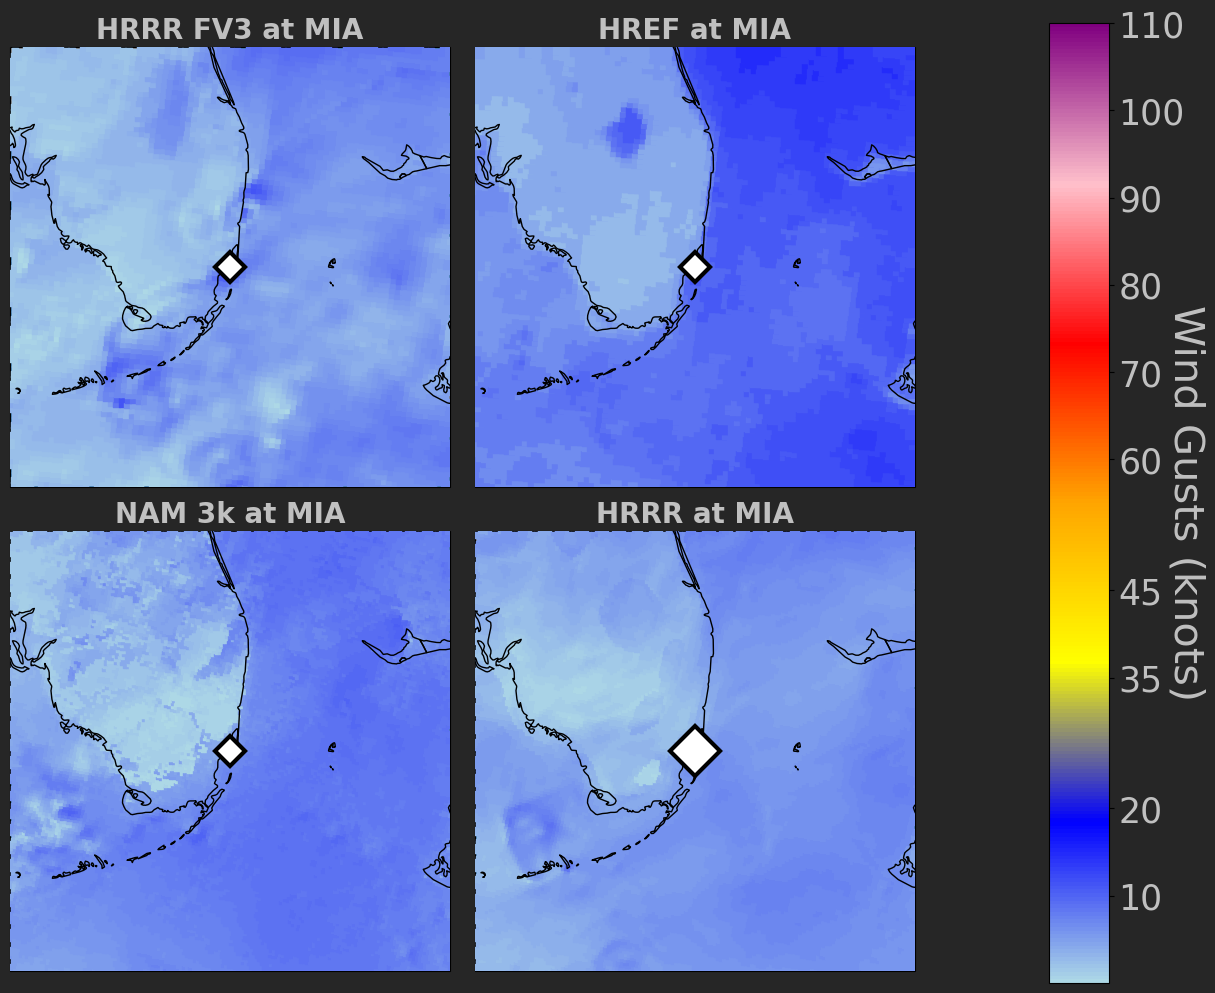 HRRR FV3 at MIA
HREF at MIA
NAM 3k at MIA
HRRR at MIA
110
100
90
80
70
60
45
35
20
10
Wind Gusts (knots)